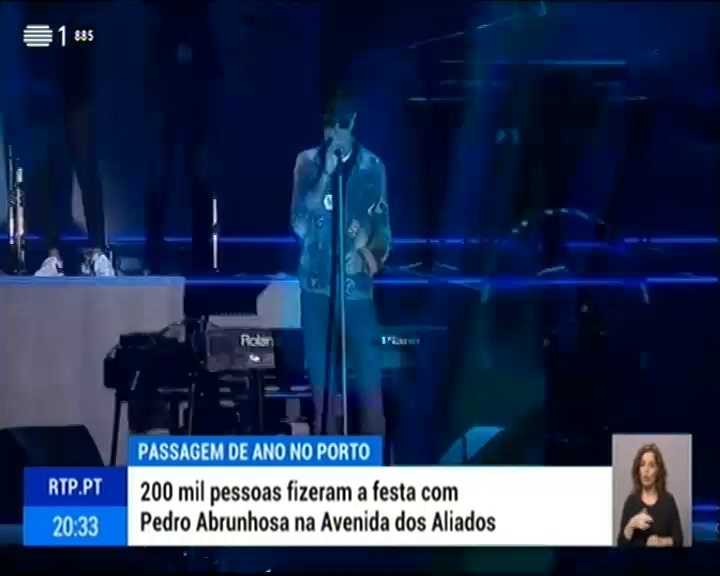 1 885
Roland
PASSAGEM DE ANO NO PORTO
RTP.PT
200 mil pessoas fizeram a festa com
20:33
Pedro Abrunhosa na Avenida dos Aliados